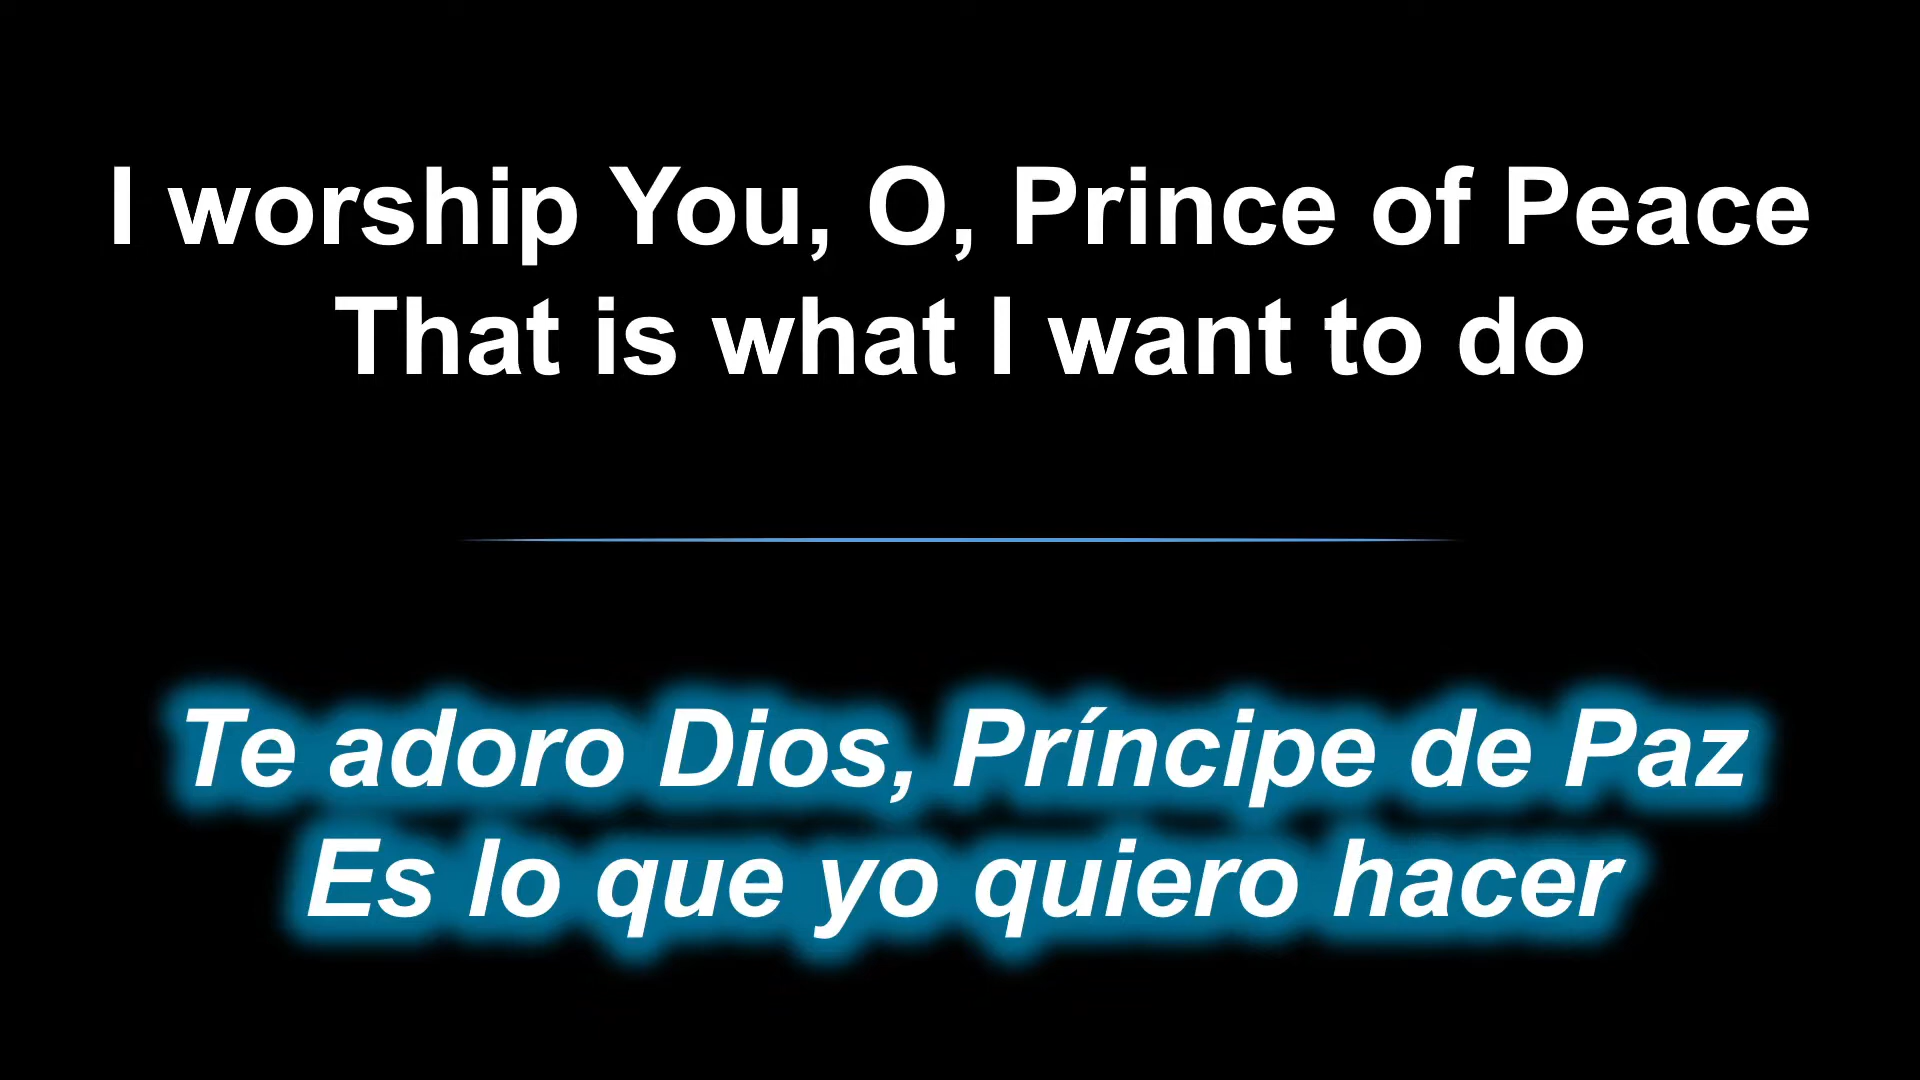 I worship You, O, Prince of Peace
That is what I want to do
Te adoro Dios, Príncipe de Paz
Es lo que yo quiero hacer